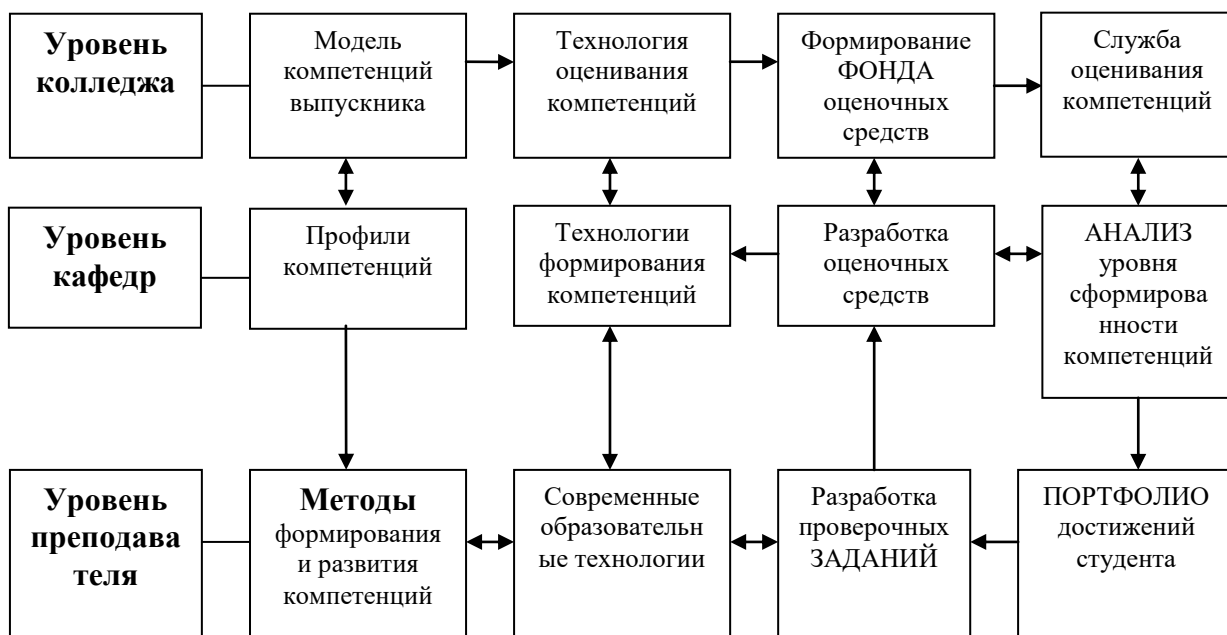 Уровень
колледжа
Модель
компетенций
выпускника
Технология
оценивания
компетенций
Формирование
ФОНДА
оценочных
средств
Служба
оценивания
компетенций
Уровень
кафедр
Профили
компетенций
Технологии
формирования
компетенций
Разработка
оценочных
средств
АНАЛИЗ
уровня
сформирова
нности
компетенций
Уровень
преподава
теля
Методы
формирования
и развития
компетенций
Современные
образовательн
ые технологии
Разработка
проверочных
ЗАДАНИЙ
ПОРТФОЛИО
достижений
студента